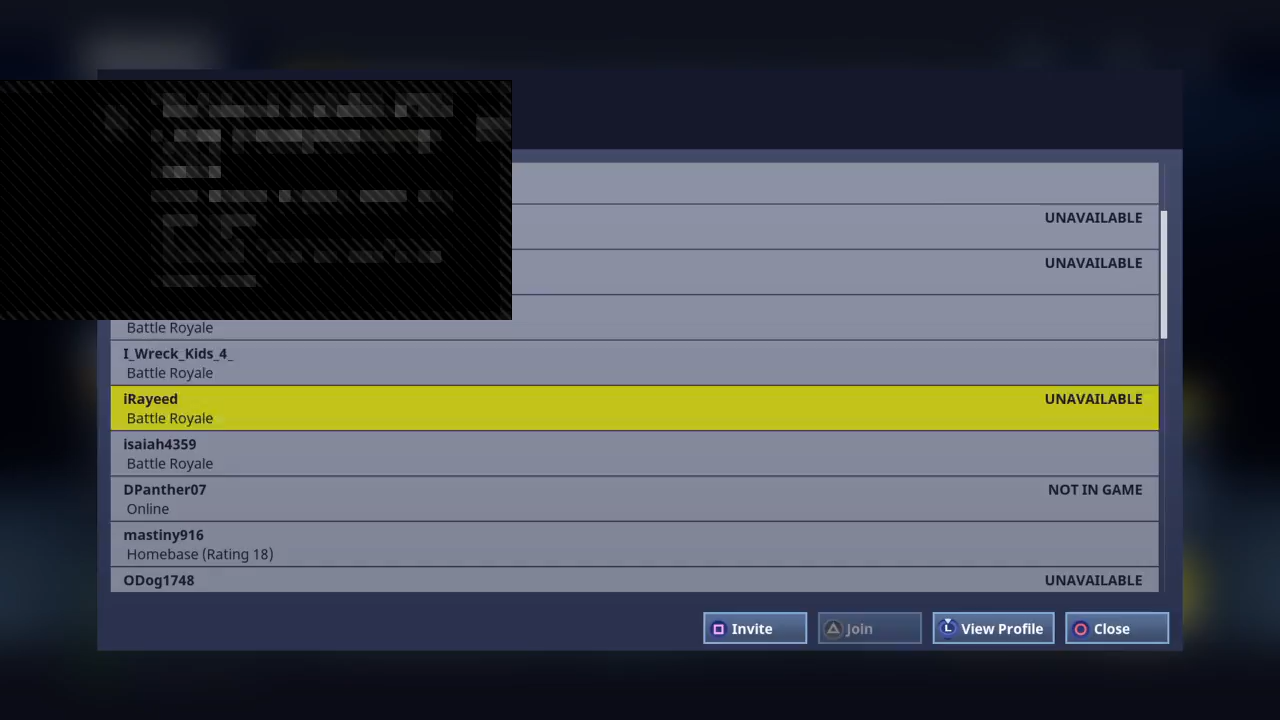 UNAVAILABLE
UNAVAILABLE
Battle Royale
I_Wreck_Kids_4_
Battle Royale
iRayeed UNAVAILABLE
Battle Royale
isaiah4359
Battle Royale
DPanther07 NOT IN GAME
Online
mastiny916
Homebase (Rating 18)
ODog1748 UNAVAILABLE
Invite Join View Profile Close